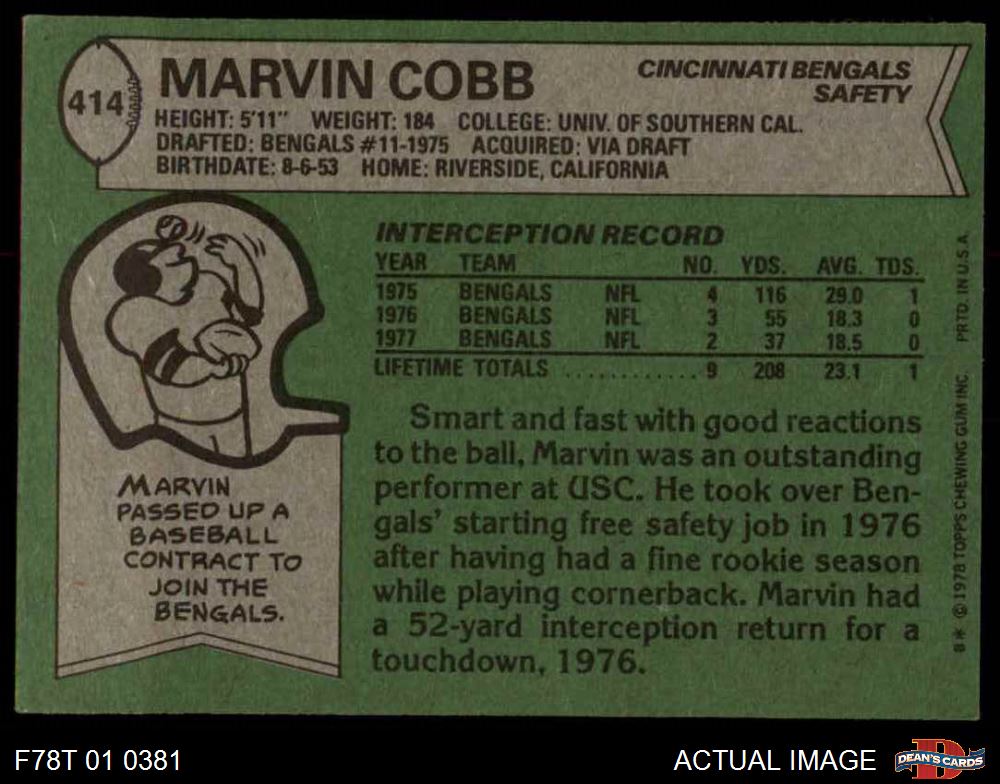 414
MARVIN COBB
CINCINNATI BENGALS
SAFETY
HEIGHT: 5'11" WEIGHT: 184 COLLEGE: UNIV. OF SOUTHERN CAL.
DRAFTED: BENGALS #11-1975 ACQUIRED: VIA DRAFT
BIRTHDATE: 8-6-53 HOME: RIVERSIDE, CALIFORNIA
INTERCEPTION RECORD
YEAR TEAM NO. YDS. AVG. TDS.
1975 BENGALS NFL 4 116 29.0 1
1976 BENGALS NFL 3 55 18.3 0
1977 BENGALS NFL 2 37 18.5 0
LIFETIME TOTALS ............ 9 208 23.1 1
Smart and fast with good reactions
to the ball, Marvin was an outstanding
performer at USC. He took over Ben-
gals' starting free safety job in 1976
after having had a fine rookie season
while playing cornerback. Marvin had
a 52-yard interception return for a
touchdown, 1976.
MARVIN
PASSED UP A
BASEBALL
CONTRACT TO
JOIN THE
BENGALS.
8* © 1978 TOPPS CHEWING GUM INC. PRTD. IN U.S.A.
F78T 01 0381
ACTUAL IMAGE
D
DEAN'S CARDS